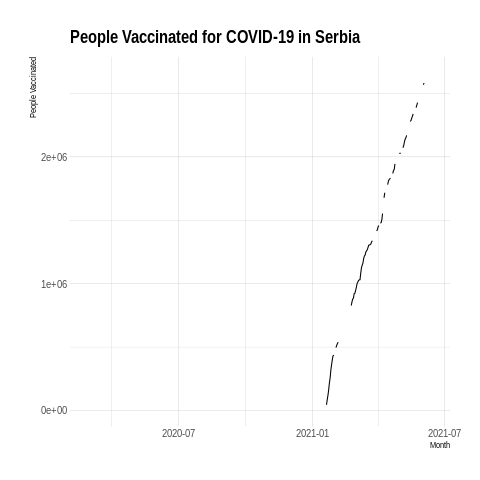 People Vaccinated for COVID-19 in Serbia
People Vaccinated
2e+06
1e+06
0e+00
2020-07
2021-01
2021-07
Month